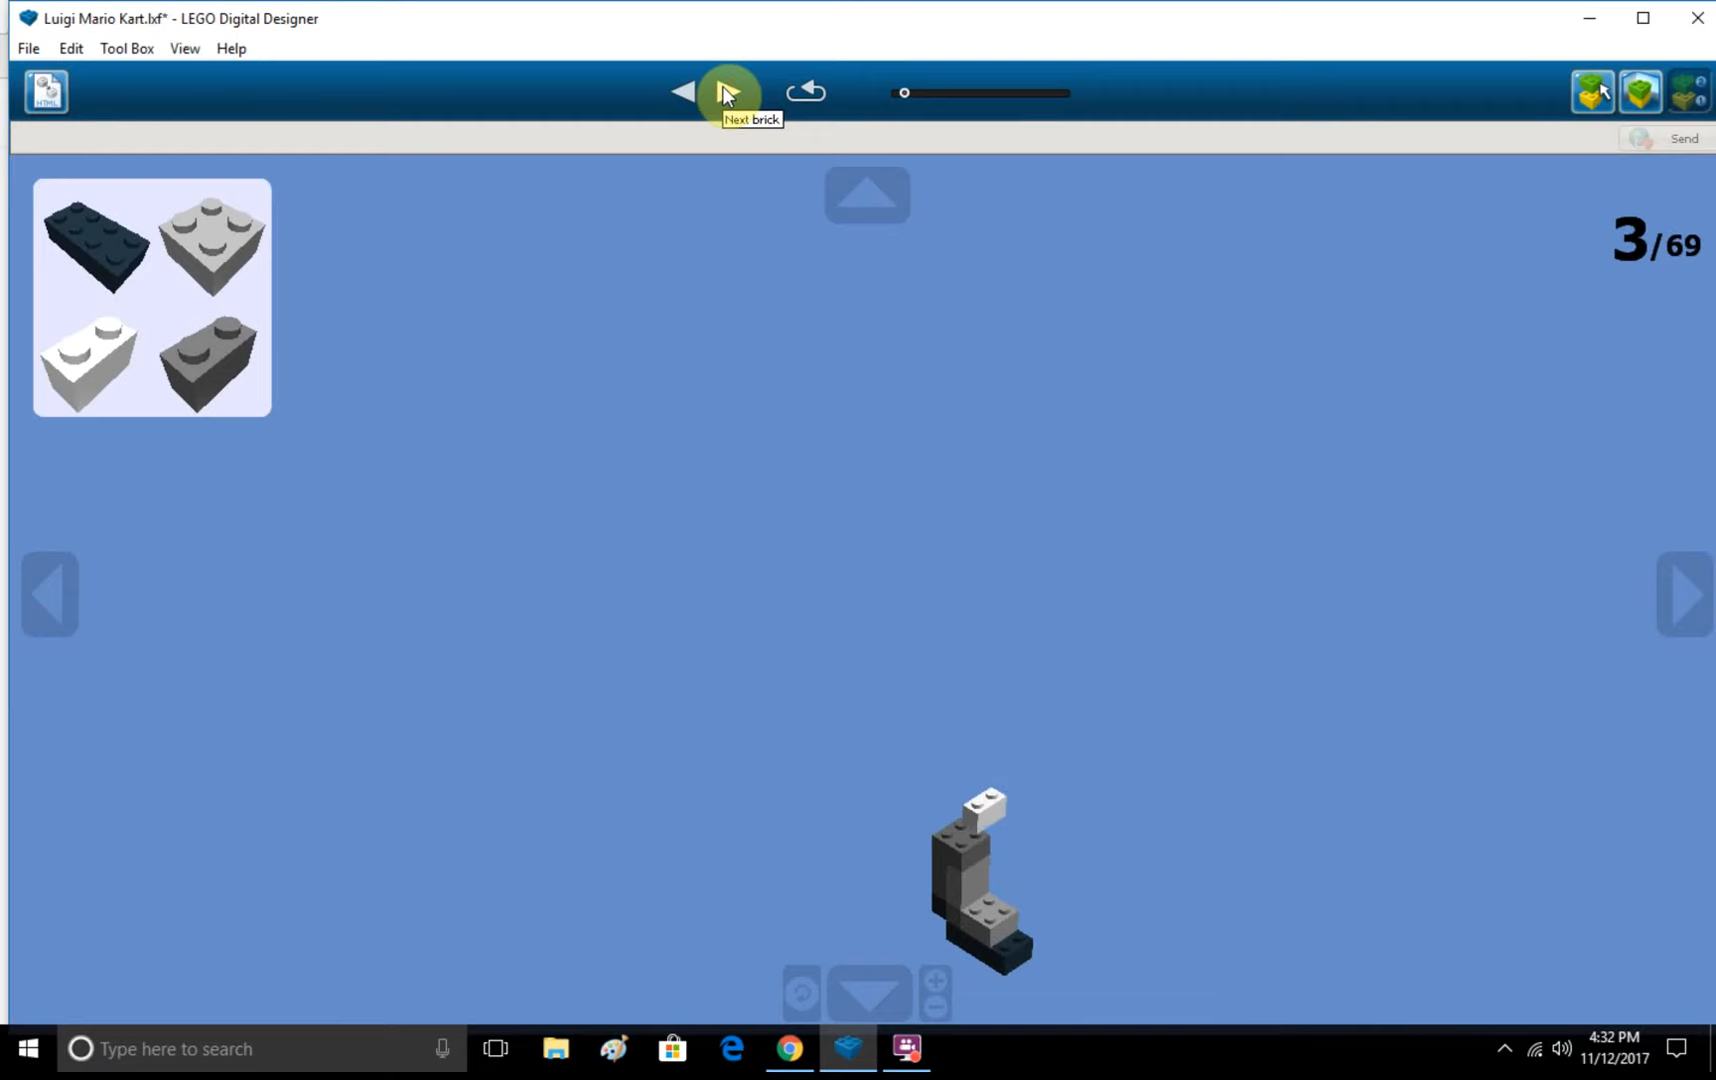 Luigi Mario Kart.lxf* - LEGO Digital Designer
File Edit Tool Box View Help
HTML
Next brick
Send
3/69
Type here to search
4:32 PM
11/12/2017